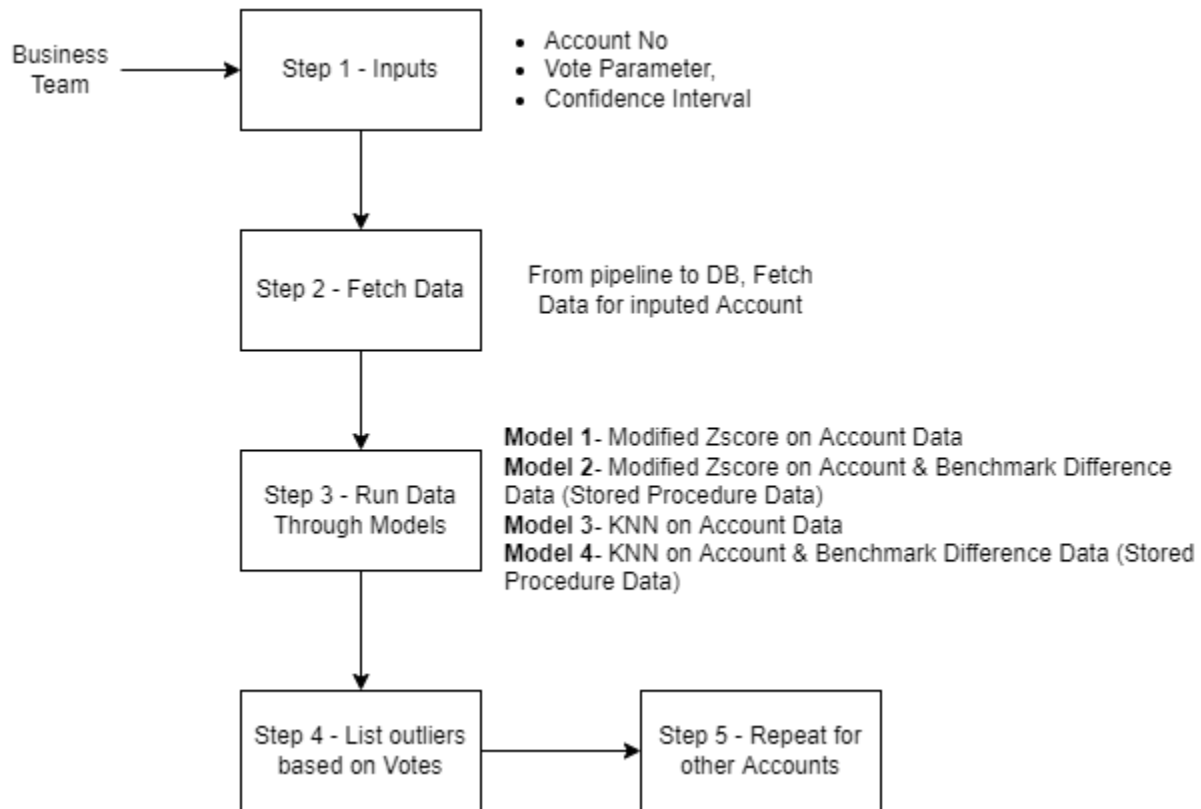 Business
Team
Step 1 - Inputs
• Account No
• Vote Parameter,
• Confidence Interval
Step 2 - Fetch Data
From pipeline to DB, Fetch
Data for inputed Account
Step 3 - Run Data
Through Models
Model 1- Modified Zscore on Account Data
Model 2- Modified Zscore on Account & Benchmark Difference
Data (Stored Procedure Data)
Model 3- KNN on Account Data
Model 4- KNN on Account & Benchmark Difference Data (Stored
Procedure Data)
Step 4 - List outliers
based on Votes
Step 5 - Repeat for
other Accounts